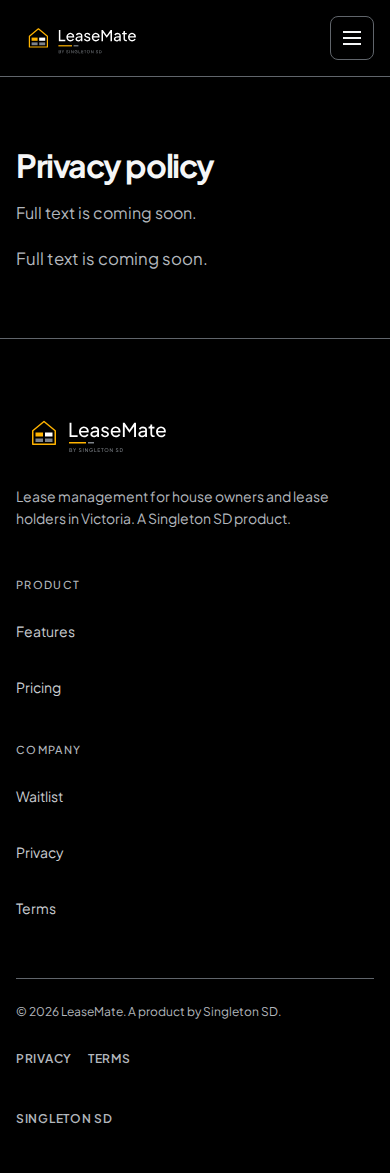 LeaseMate
BY SINGLETON SD
Privacy policy
Full text is coming soon.
Full text is coming soon.
LeaseMate
BY SINGLETON SD
Lease management for house owners and lease
holders in Victoria. A Singleton SD product.
PRODUCT
Features
Pricing
COMPANY
Waitlist
Privacy
Terms
© 2026 LeaseMate. A product by Singleton SD.
PRIVACY TERMS
SINGLETON SD